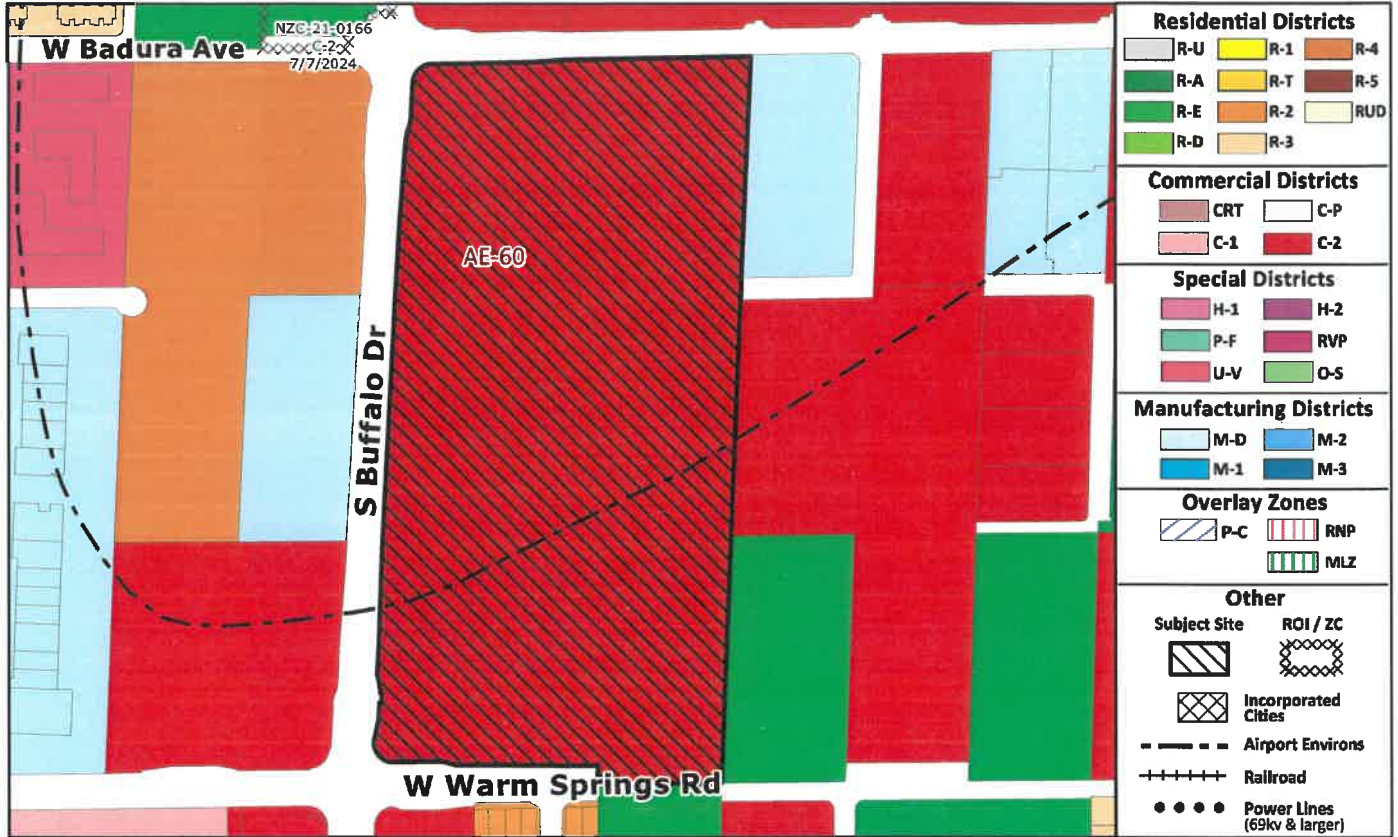 NZC-21-0166
C-2
7/7/2024
W Badura Ave
AE-60
S Buffalo Dr
W Warm Springs Rd
Residential Districts
R-U R-1 R-4
R-A R-T R-5
R-E R-2 RUD
R-D R-3
Commercial Districts
CRT C-P
C-1 C-2
Special Districts
H-1 H-2
P-F RVP
U-V O-S
Manufacturing Districts
M-D M-2
M-1 M-3
Overlay Zones
P-C RNP
MLZ
Other
Subject Site ROI / ZC
Incorporated
Cities
Airport Environs
Railroad
Power Lines
(69kv & larger)